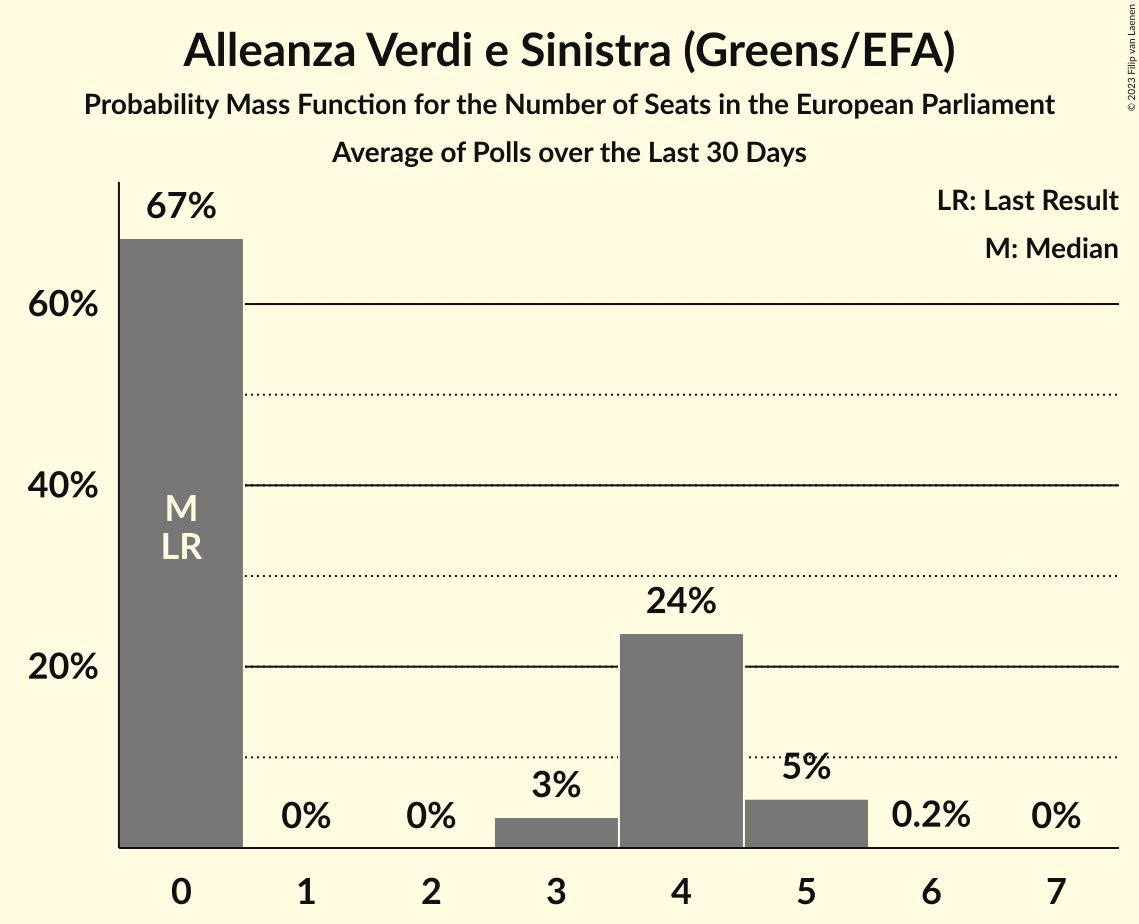 Alleanza Verdi e Sinistra (Greens/EFA)
Probability Mass Function for the Number of Seats in the European Parliament
Average of Polls over the Last 30 Days
© 2023 Filip van Laenen
LR: Last Result
M: Median
67%
60%
40%
20%
M
LR
0%
0%
3%
24%
5%
0.2%
0%
0 1 2 3 4 5 6 7